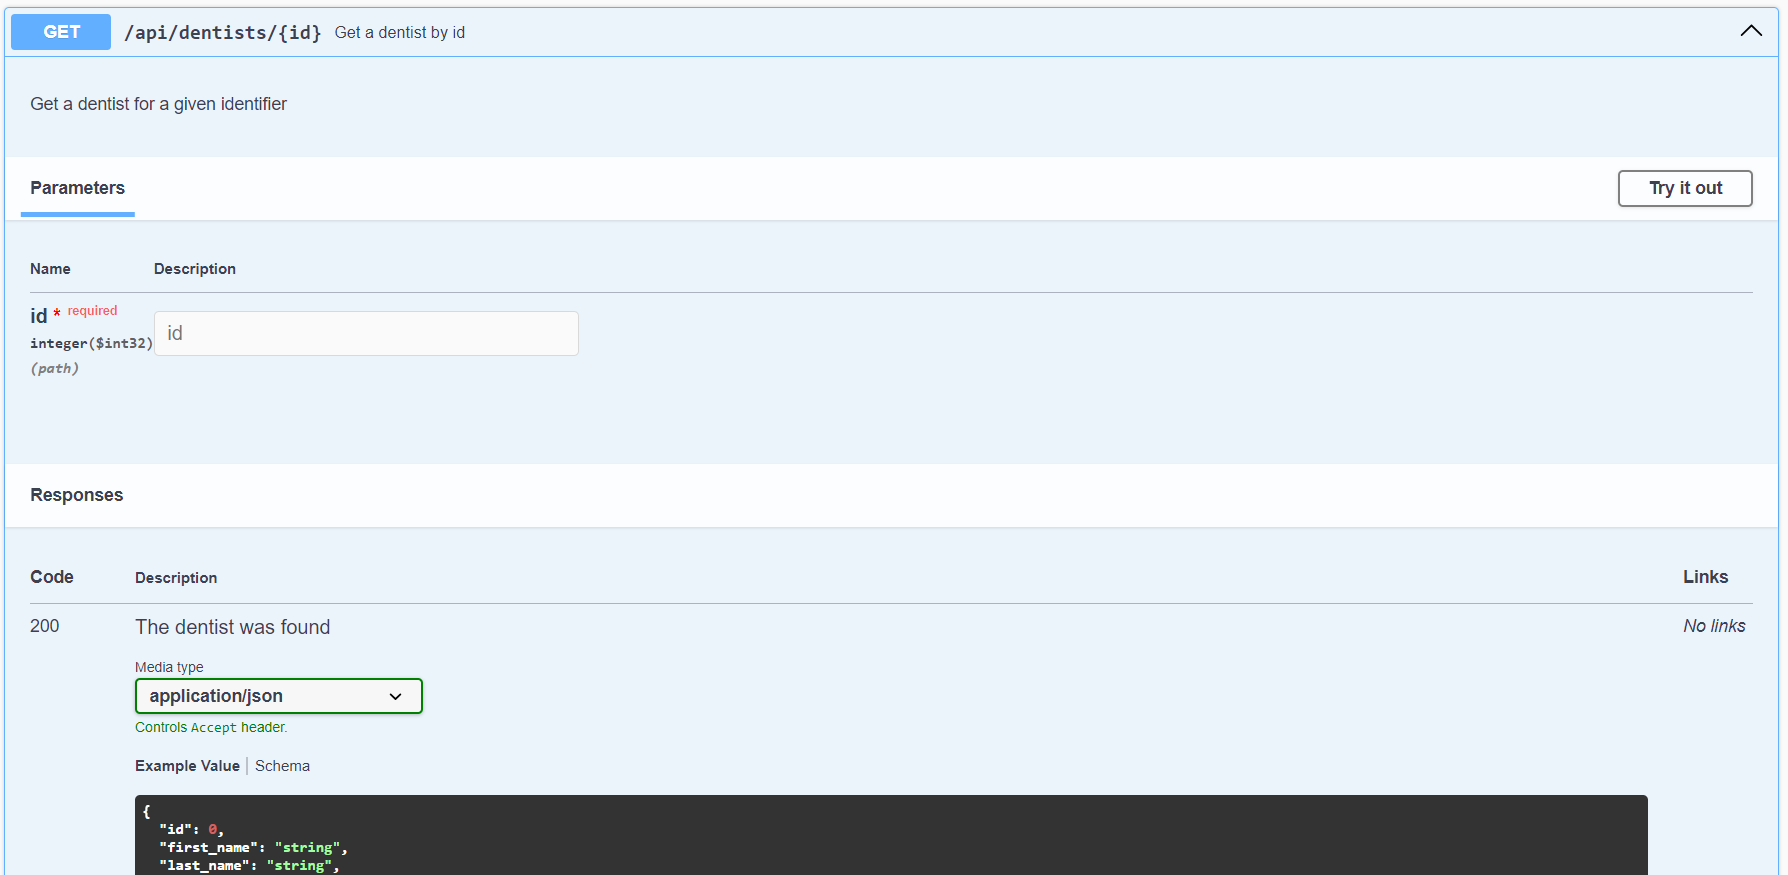 GET /api/dentists/{id} Get a dentist by id
Get a dentist for a given identifier
Parameters
Try it out
Name Description
id * required
integer($int32)
(path)
id
Responses
Code Description Links
200 The dentist was found No links
Media type
application/json
Controls Accept header.
Example Value | Schema
{
  "id": 0,
  "first_name": "string",
  "last_name": "string",